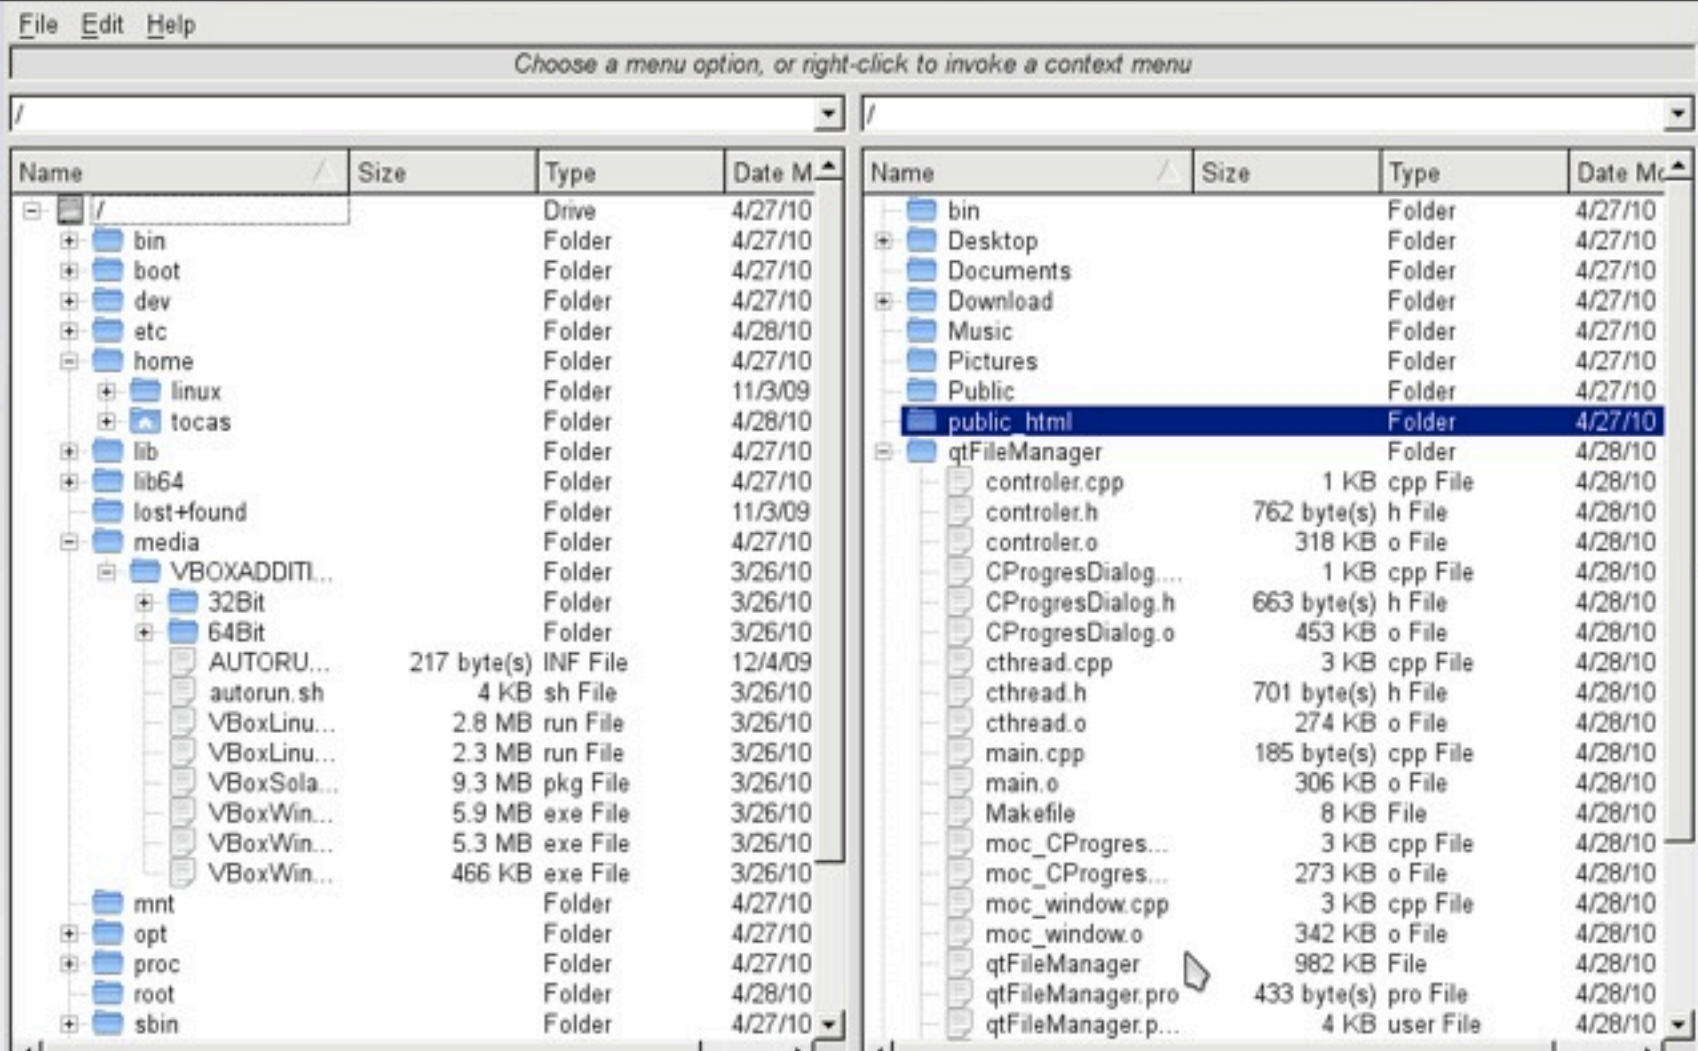 File Edit Help
Choose a menu option, or right-click to invoke a context menu
/
Name Size Type Date M
/ Drive 4/27/10
bin Folder 4/27/10
boot Folder 4/27/10
dev Folder 4/27/10
etc Folder 4/28/10
home Folder 4/27/10
linux Folder 11/3/09
tocas Folder 4/28/10
lib Folder 4/27/10
lib64 Folder 4/27/10
lost+found Folder 11/3/09
media Folder 4/27/10
VBOXADDITI... Folder 3/26/10
32Bit Folder 3/26/10
64Bit Folder 3/26/10
AUTORU... 217 byte(s) INF File 12/4/09
autorun.sh 4 KB sh File 3/26/10
VBoxLinu... 2.8 MB run File 3/26/10
VBoxLinu... 2.3 MB run File 3/26/10
VBoxSola... 9.3 MB pkg File 3/26/10
VBoxWin... 5.9 MB exe File 3/26/10
VBoxWin... 5.3 MB exe File 3/26/10
VBoxWin... 466 KB exe File 3/26/10
mnt Folder 4/27/10
opt Folder 4/27/10
proc Folder 4/27/10
root Folder 4/28/10
sbin Folder 4/27/10
/
Name Size Type Date Mo
bin Folder 4/27/10
Desktop Folder 4/27/10
Documents Folder 4/27/10
Download Folder 4/27/10
Music Folder 4/27/10
Pictures Folder 4/27/10
Public Folder 4/27/10
public_html Folder 4/27/10
qtFileManager Folder 4/28/10
controler.cpp 1 KB cpp File 4/28/10
controler.h 762 byte(s) h File 4/28/10
controler.o 318 KB o File 4/28/10
CProgresDialog.... 1 KB cpp File 4/28/10
CProgresDialog.h 663 byte(s) h File 4/28/10
CProgresDialog.o 453 KB o File 4/28/10
cthread.cpp 3 KB cpp File 4/28/10
cthread.h 701 byte(s) h File 4/28/10
cthread.o 274 KB o File 4/28/10
main.cpp 185 byte(s) cpp File 4/28/10
main.o 306 KB o File 4/28/10
Makefile 8 KB File 4/28/10
moc_CProgres... 3 KB cpp File 4/28/10
moc_CProgres... 273 KB o File 4/28/10
moc_window.cpp 3 KB cpp File 4/28/10
moc_window.o 342 KB o File 4/28/10
qtFileManager 982 KB File 4/28/10
qtFileManager.pro 433 byte(s) pro File 4/28/10
qtFileManager.p... 4 KB user File 4/28/10